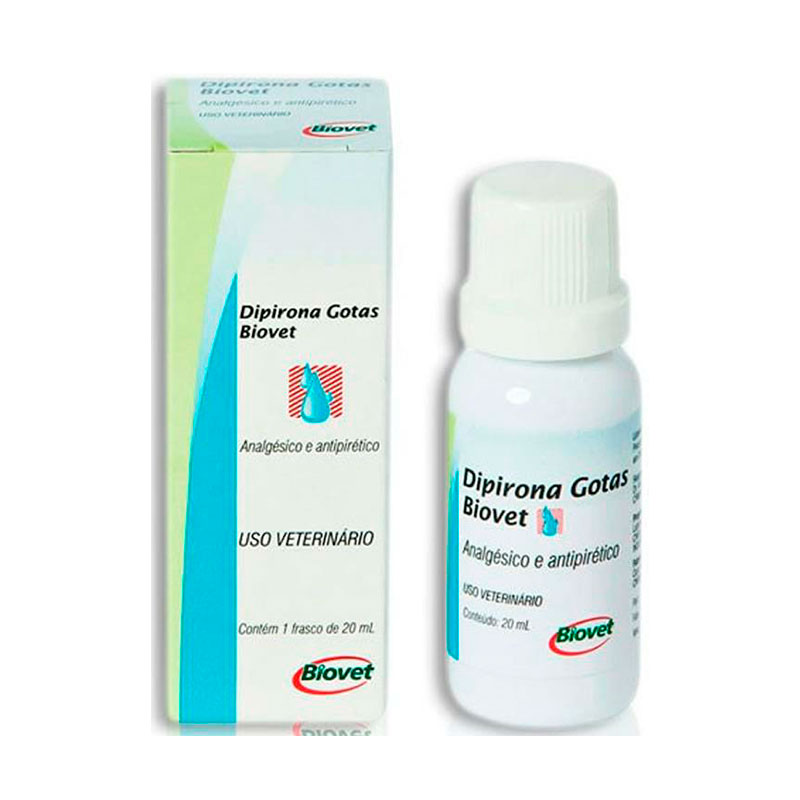 Dipirona Gotas
Biovet
Analgésico e antipirético
USO VETERINÁRIO
Biovet
Dipirona Gotas
Biovet
Analgésico e antipirético
USO VETERINÁRIO
Contém 1 frasco de 20 mL
Biovet
Dipirona Gotas
Biovet
Analgésico e antipirético
USO VETERINÁRIO
Conteúdo: 20 mL
Biovet